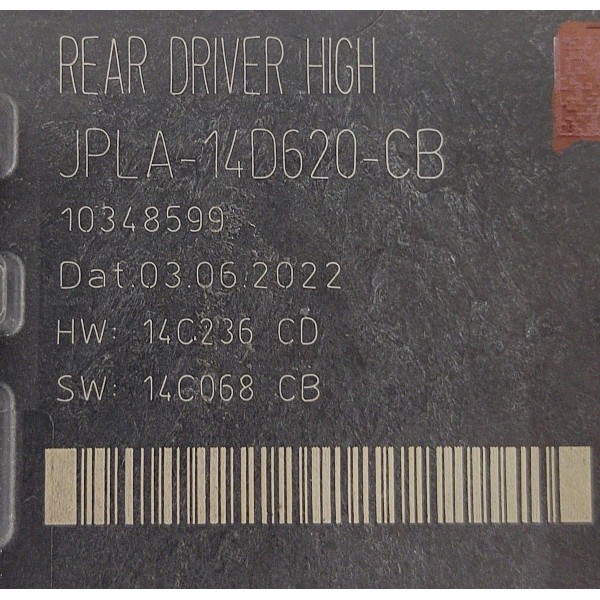 REAR DRIVER HIGH
JPLA-14D620-CB
10348599
Dat.03.06.2022
HW: 14C236 CD
SW: 14C068 CB